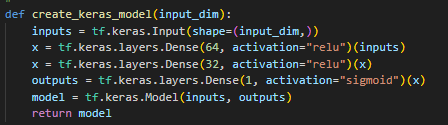 def create_keras_model(input_dim):
    inputs = tf.keras.Input(shape=(input_dim,))
    x = tf.keras.layers.Dense(64, activation="relu")(inputs)
    x = tf.keras.layers.Dense(32, activation="relu")(x)
    outputs = tf.keras.layers.Dense(1, activation="sigmoid")(x)
    model = tf.keras.Model(inputs, outputs)
    return model